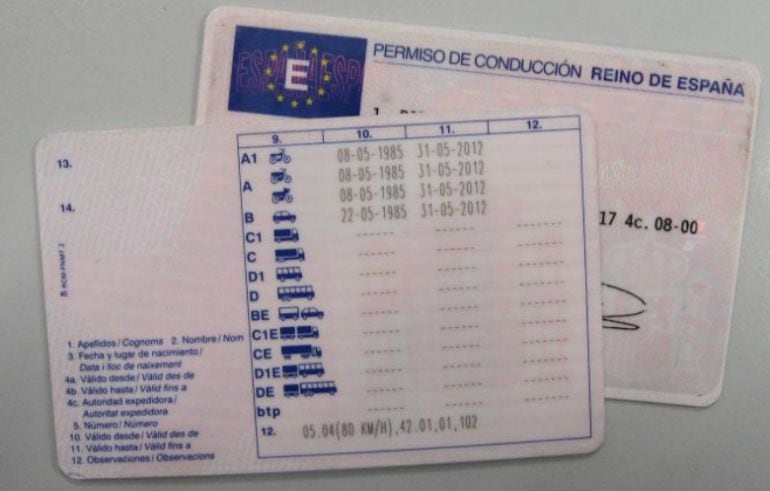 ESPAÑA ESP
E
PERMISO DE CONDUCCIÓN REINO DE ESPAÑA
1.
17 4c. 08-00
13.
14.
9. 10. 11. 12.
A1 08-05-1985 31-05-2012
08-05-1985 31-05-2012
A
08-05-1985 31-05-2012
B 22-05-1985 31-05-2012
C1 ------ ------ ------
C ------ ------ ------
D1 ------ ------ ------
D ------ ------ ------
BE ------ ------ ------
C1E ------ ------ ------
CE ------ ------ ------
D1E ------ ------ ------
DE ------ ------ ------
btp ------ ------ ------
12. 05.04(80 KM/H),42.01,01,102
RCM-FNMT 2
1. Apellidos / Cognoms 2. Nombre / Nom
3. Fecha y lugar de nacimiento /
Data i lloc de naixement
4a. Válido desde / Vàlid des de
4b. Válido hasta / Vàlid fins a
4c. Autoridad expedidora /
Autoritat expedidora
5. Número / Número
10. Válido desde / Vàlid des de
11. Válido hasta / Vàlid fins a
12. Observaciones / Observacions